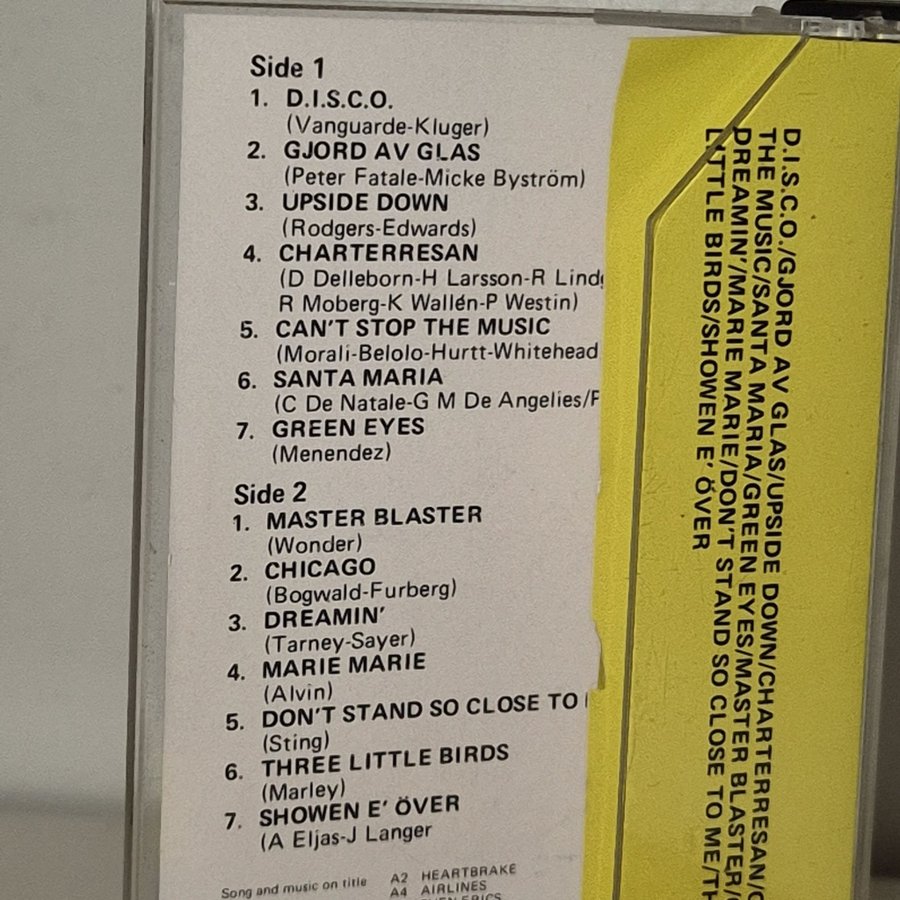 Side 1
1. D.I.S.C.O.
(Vanguarde-Kluger)
2. GJORD AV GLAS
(Peter Fatale-Micke Byström)
3. UPSIDE DOWN
(Rodgers-Edwards)
4. CHARTERRESAN
(D Delleborn-H Larsson-R
R Moberg-K Wallén-P Westin)
5. CAN'T STOP THE MUSIC
(Morali-Belolo-Hurtt-Whitehead
6. SANTA MARIA
(C De Natale-G M De Angelies/
7. GREEN EYES
(Menendez)
Side 2
1. MASTER BLASTER
(Wonder)
2. CHICAGO
(Bogwald-Furberg)
3. DREAMIN'
(Tarney-Sayer)
4. MARIE MARIE
(Alvin)
5. DON'T STAND SO CLOSE TO
(Sting)
6. THREE LITTLE BIRDS
(Marley)
7. SHOWEN E' ÖVER
(A Eljas-J Langer
Song and music on title A2 HEARTBRAKE
A4 AIRLINES
D.I.S.C.O./GJORD AV GLAS/UPSIDE DOWN/CHARTERRESAN/
THE MUSIC/SANTA MARIA/GREEN EYES/MASTER BLASTER/
DREAMIN'/MARIE MARIE/DON'T STAND SO CLOSE TO ME/
LITTLE BIRDS/SHOWEN E' ÖVER